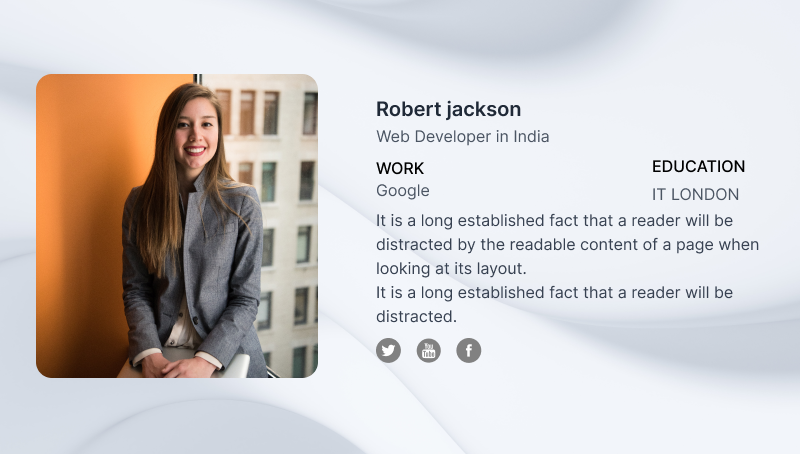 Robert jackson
Web Developer in India
WORK
Google
EDUCATION
IT LONDON
It is a long established fact that a reader will be
distracted by the readable content of a page when
looking at its layout.
It is a long established fact that a reader will be
distracted.
You
Tube